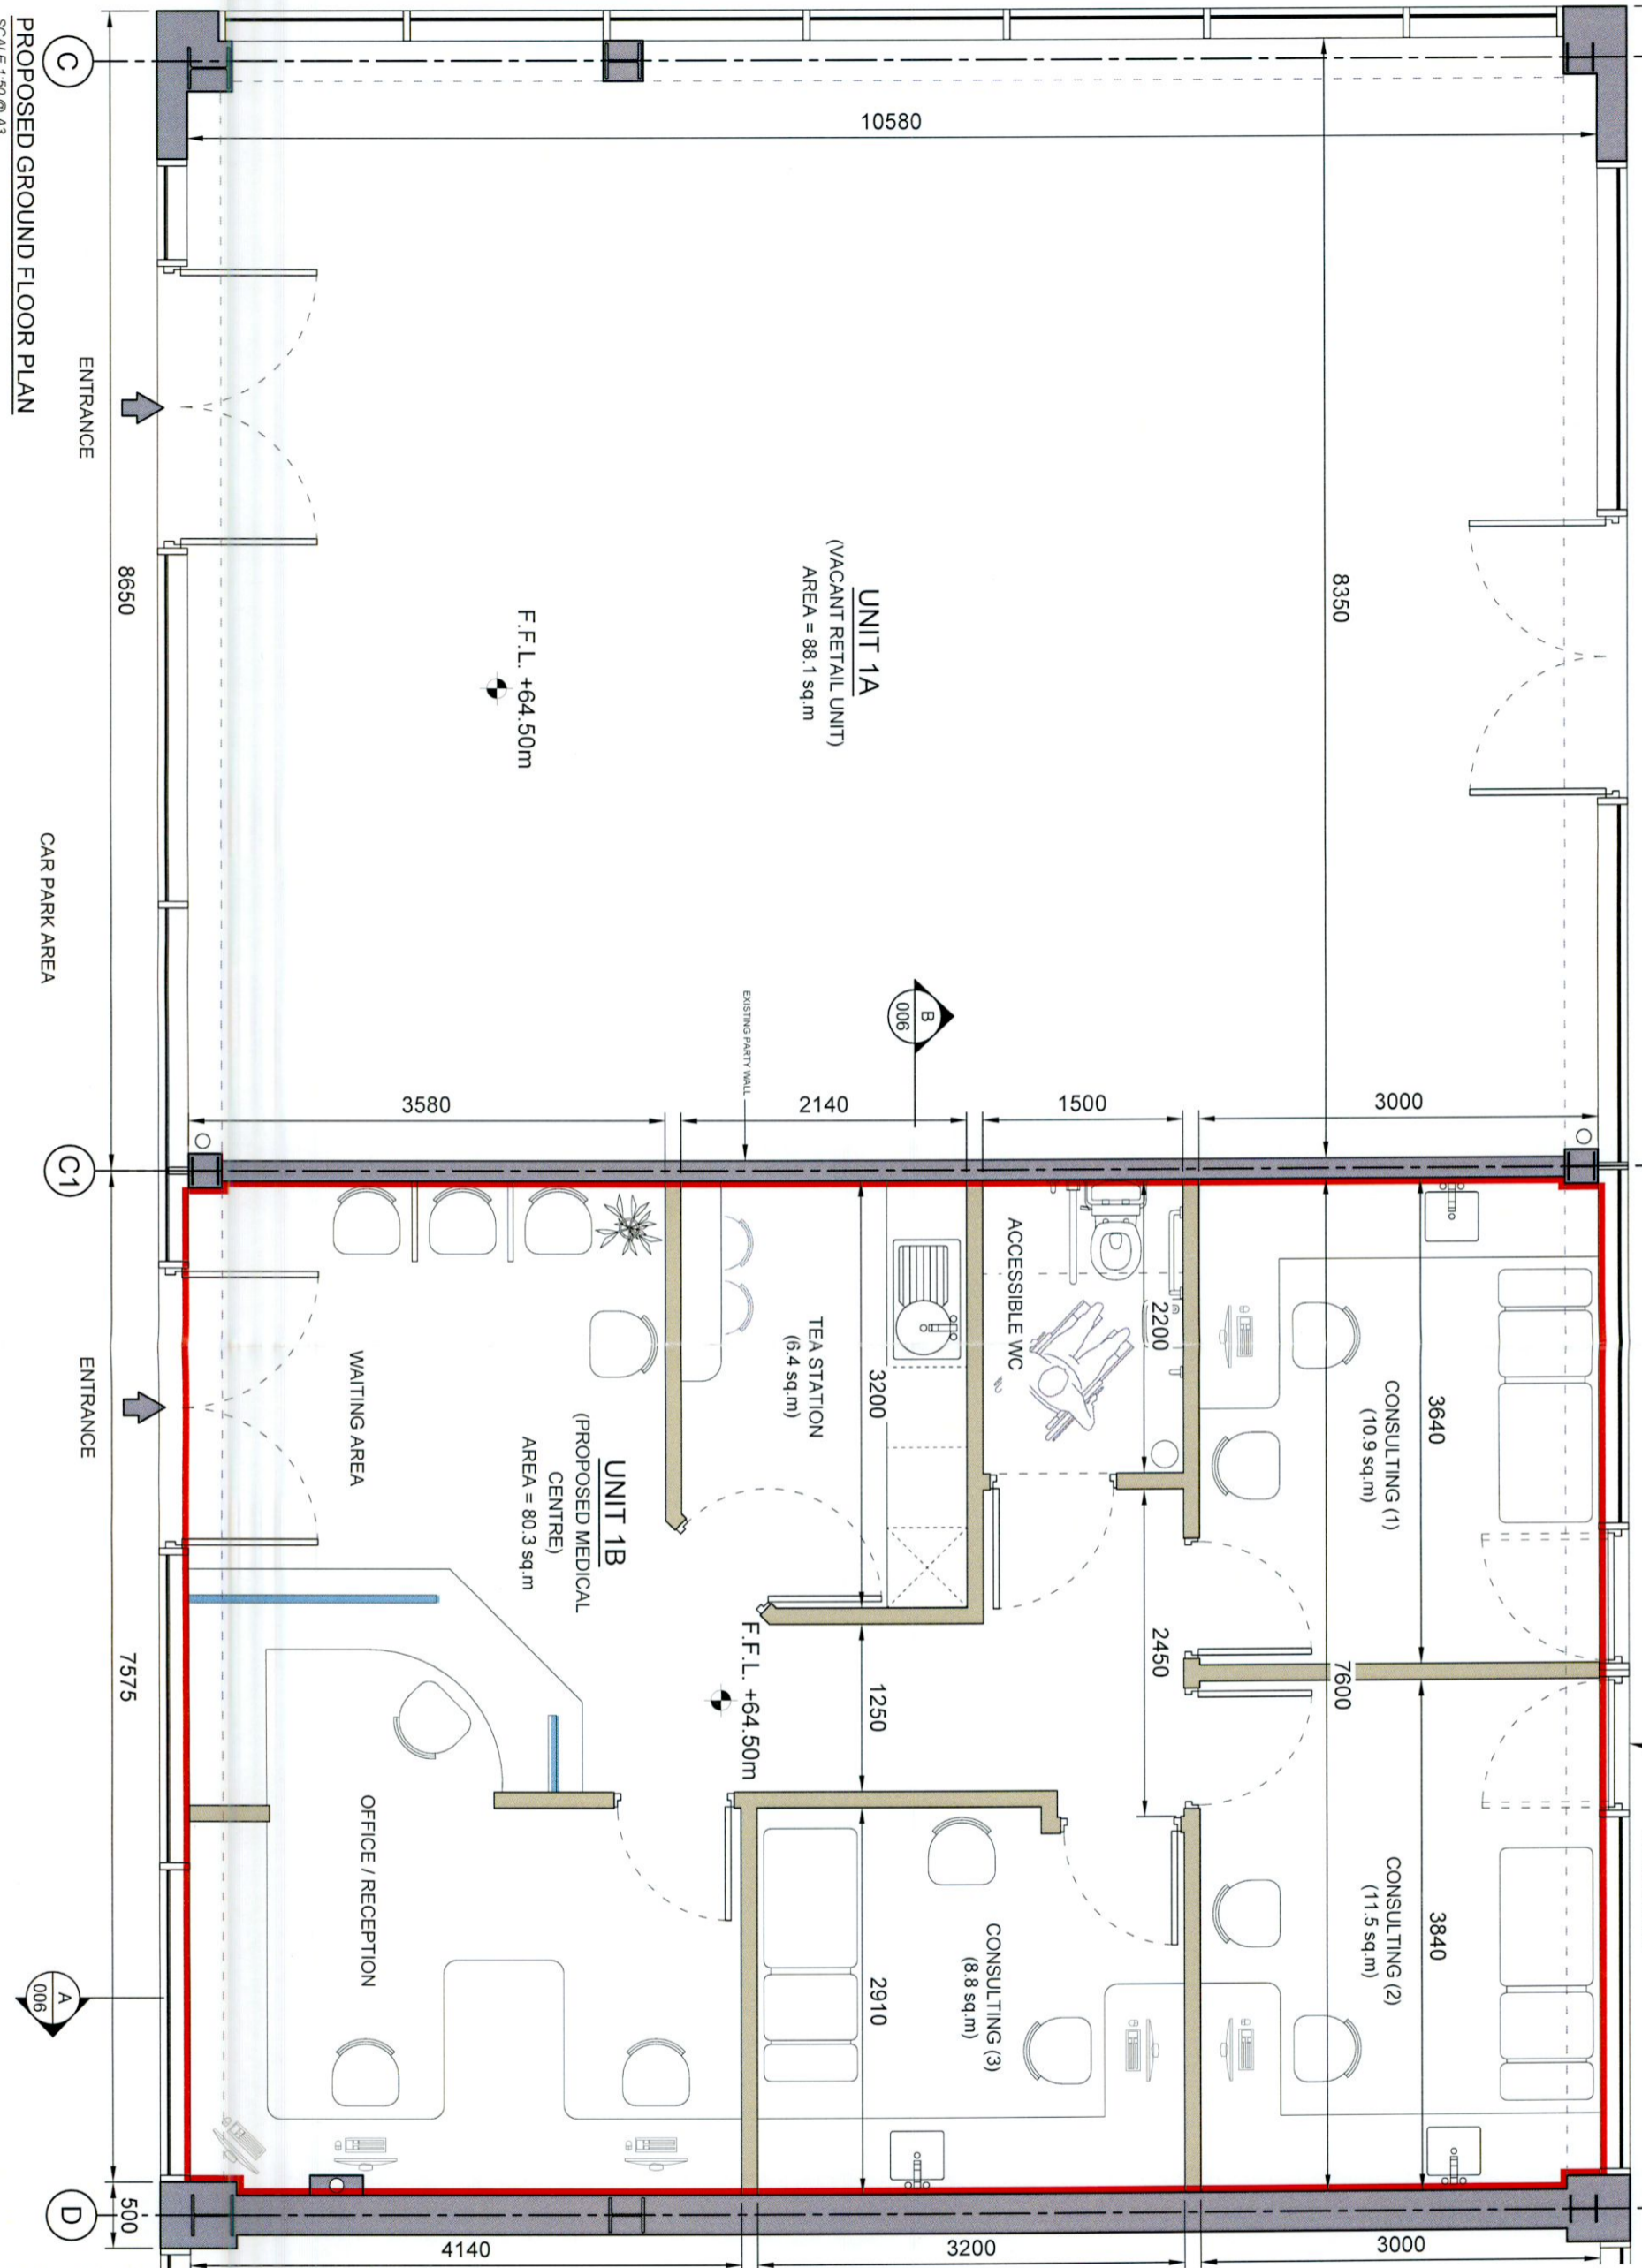 10580
8350
UNIT 1A
(VACANT RETAIL UNIT)
AREA = 88.1 sq.m
F.F.L. +64.50m
8650
ENTRANCE
C
PROPOSED GROUND FLOOR PLAN
SCALE 1:50 @ A3
CAR PARK AREA
EXISTING PARTY WALL
B
006
3580
2140
1500
3000
C1
ACCESSIBLE WC
2200
TEA STATION
(6.4 sq.m)
3200
CONSULTING (1)
(10.9 sq.m)
3640
WAITING AREA
ENTRANCE
UNIT 1B
(PROPOSED MEDICAL
CENTRE)
AREA = 80.3 sq.m
F.F.L. +64.50m
1250
2450
7600
7575
OFFICE / RECEPTION
CONSULTING (2)
(11.5 sq.m)
3840
CONSULTING (3)
(8.8 sq.m)
2910
A
006
D
500
4140
3200
3000